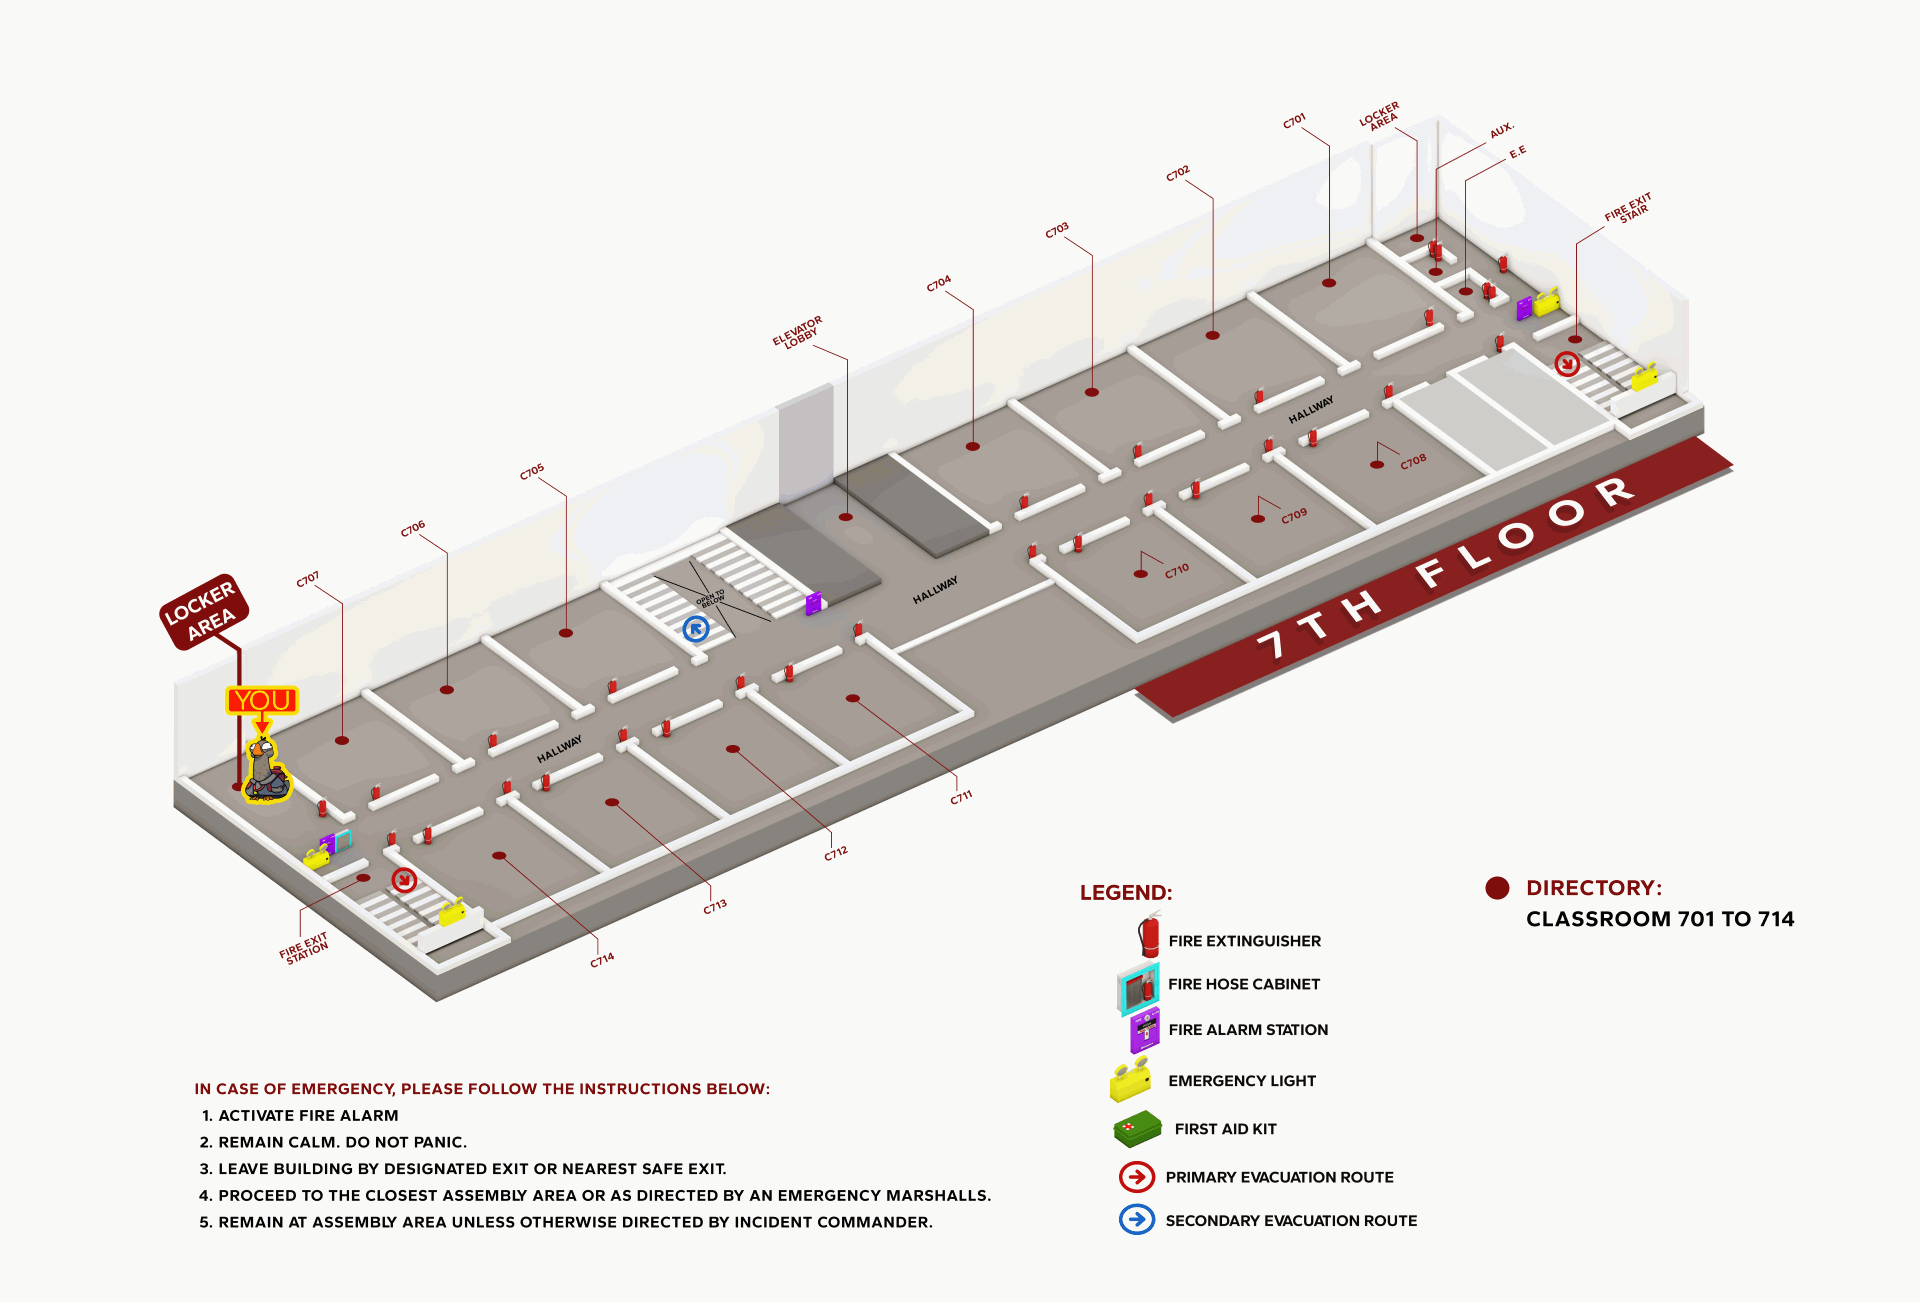 C701
LOCKER
AREA
AUX.
E.E
C702
FIRE EXIT
STAIR
C703
C704
ELEVATOR
LOBBY
C705
C706
C707
LOCKER
AREA
YOU
HALLWAY
C708
C709
C710
OPEN TO
BELOW
HALLWAY
HALLWAY
7TH FLOOR
C711
C712
C713
C714
FIRE EXIT
STATION
LEGEND:
FIRE EXTINGUISHER
FIRE HOSE CABINET
FIRE ALARM STATION
EMERGENCY LIGHT
FIRST AID KIT
PRIMARY EVACUATION ROUTE
SECONDARY EVACUATION ROUTE
DIRECTORY:
CLASSROOM 701 TO 714
IN CASE OF EMERGENCY, PLEASE FOLLOW THE INSTRUCTIONS BELOW:
1. ACTIVATE FIRE ALARM
2. REMAIN CALM. DO NOT PANIC.
3. LEAVE BUILDING BY DESIGNATED EXIT OR NEAREST SAFE EXIT.
4. PROCEED TO THE CLOSEST ASSEMBLY AREA OR AS DIRECTED BY AN EMERGENCY MARSHALLS.
5. REMAIN AT ASSEMBLY AREA UNLESS OTHERWISE DIRECTED BY INCIDENT COMMANDER.